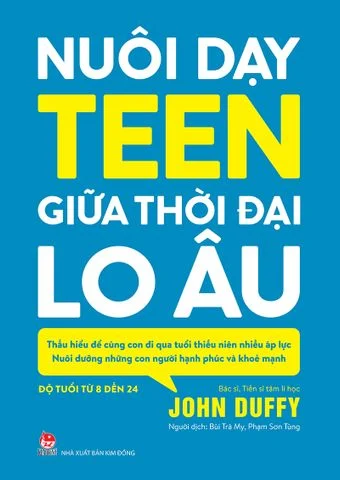 NUÔI DẠY
TEEN
GIỮA THỜI ĐẠI
LO ÂU
Thấu hiểu để cùng con đi qua tuổi thiếu niên nhiều áp lực
Nuôi dưỡng những con người hạnh phúc và khoẻ mạnh
ĐỘ TUỔI TỪ 8 ĐẾN 24
Bác sĩ, Tiến sĩ tâm lí học
JOHN DUFFY
Người dịch: Bùi Trà My, Phạm Sơn Tùng
NHÀ XUẤT BẢN KIM ĐỒNG